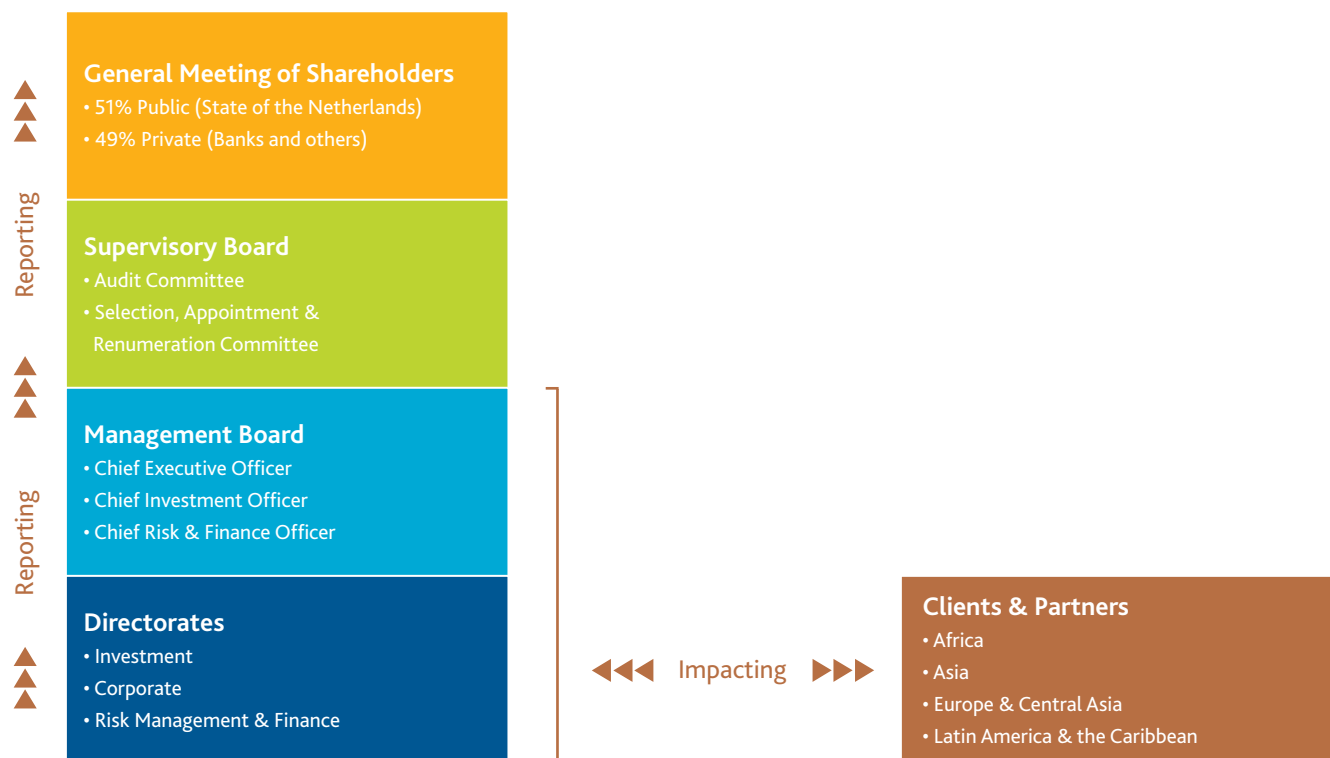 General Meeting of Shareholders
• 51% Public (State of the Netherlands)
• 49% Private (Banks and others)
Reporting
Supervisory Board
• Audit Committee
• Selection, Appointment &
Renumeration Committee
Management Board
• Chief Executive Officer
• Chief Investment Officer
• Chief Risk & Finance Officer
Reporting
Directorates
• Investment
• Corporate
• Risk Management & Finance
Impacting
Clients & Partners
• Africa
• Asia
• Europe & Central Asia
• Latin America & the Caribbean